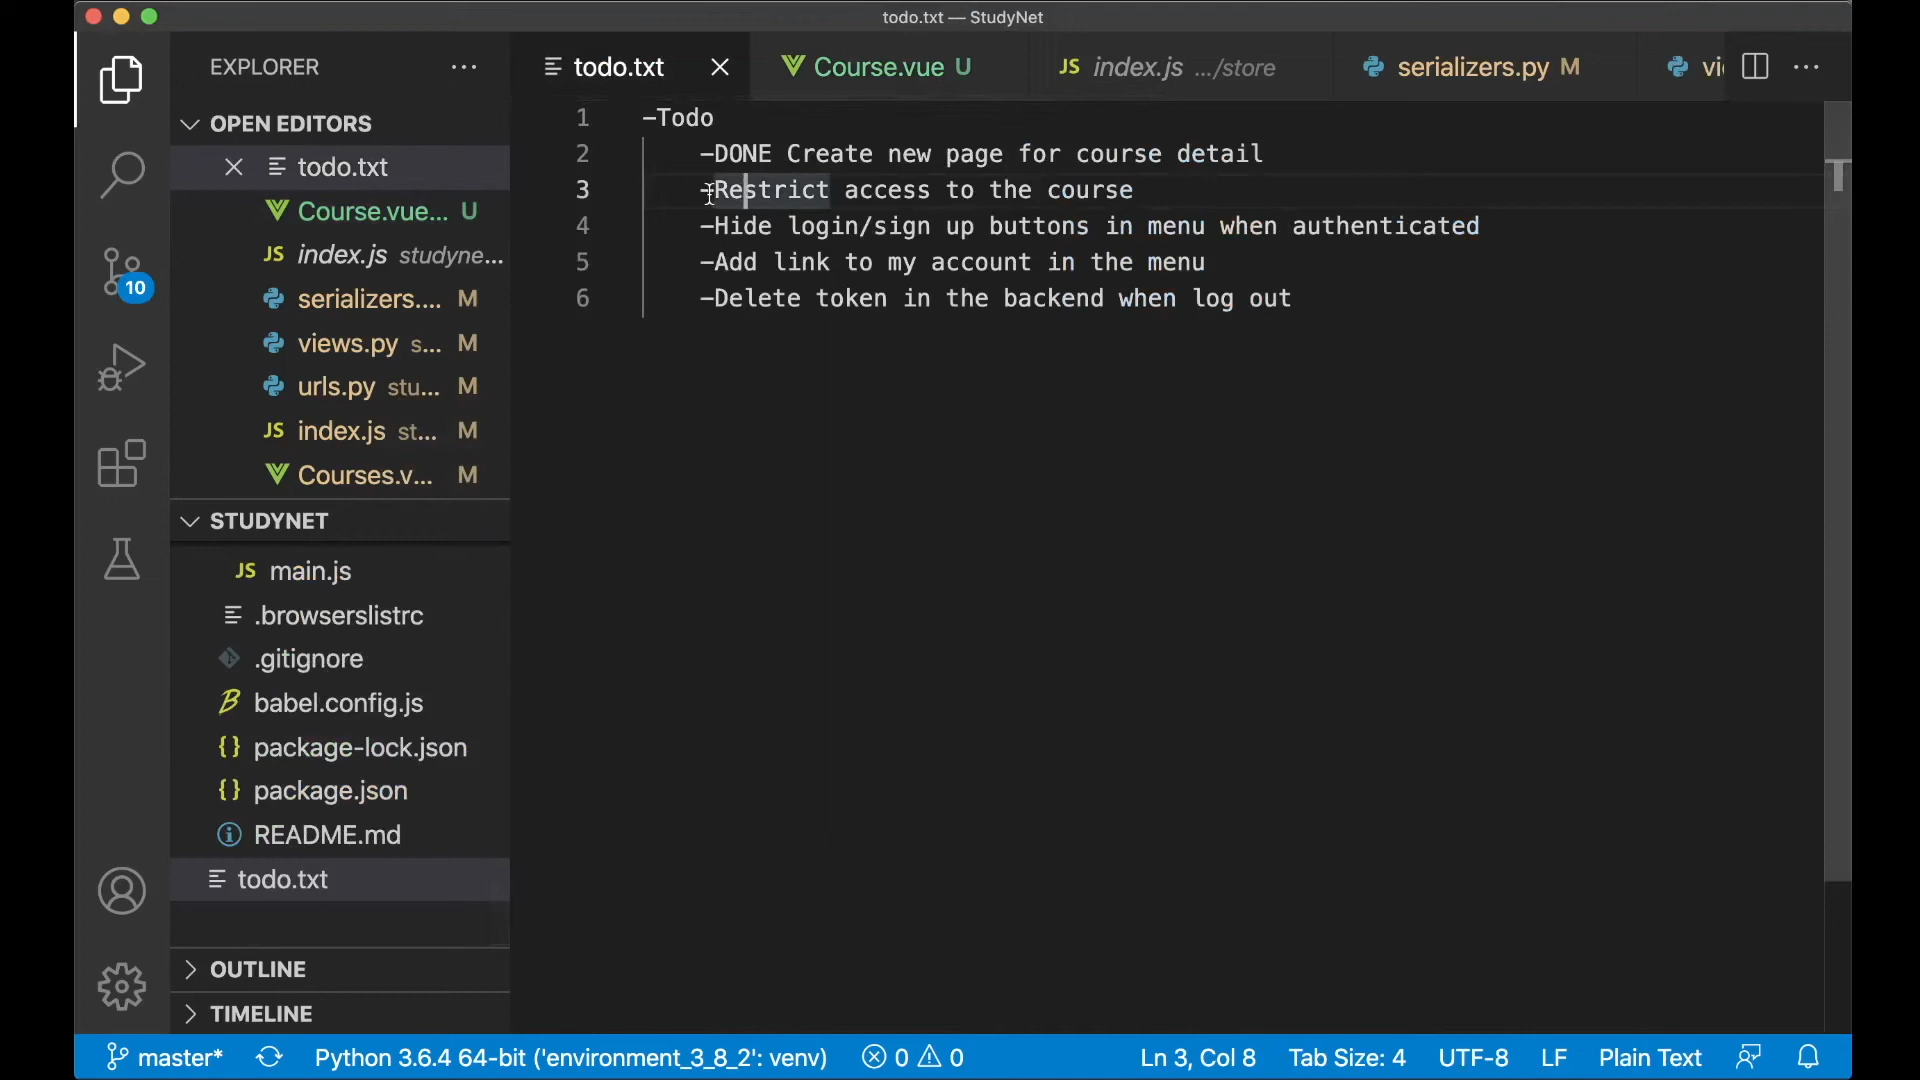 todo.txt — StudyNet
EXPLORER ...
todo.txt
Course.vue U
JS index.js .../store
serializers.py M
vi
...
OPEN EDITORS
todo.txt
Course.vue... U
JS index.js studyne...
serializers.... M
views.py s... M
urls.py stu... M
JS index.js st... M
Courses.v... M
STUDYNET
JS main.js
.browserslistrc
.gitignore
babel.config.js
{} package-lock.json
{} package.json
README.md
todo.txt
OUTLINE
TIMELINE
10
1 -Todo
2 -DONE Create new page for course detail
3 -Restrict access to the course
4 -Hide login/sign up buttons in menu when authenticated
5 -Add link to my account in the menu
6 -Delete token in the backend when log out
master* Python 3.6.4 64-bit ('environment_3_8_2': venv) 0 0 Ln 3, Col 8 Tab Size: 4 UTF-8 LF Plain Text